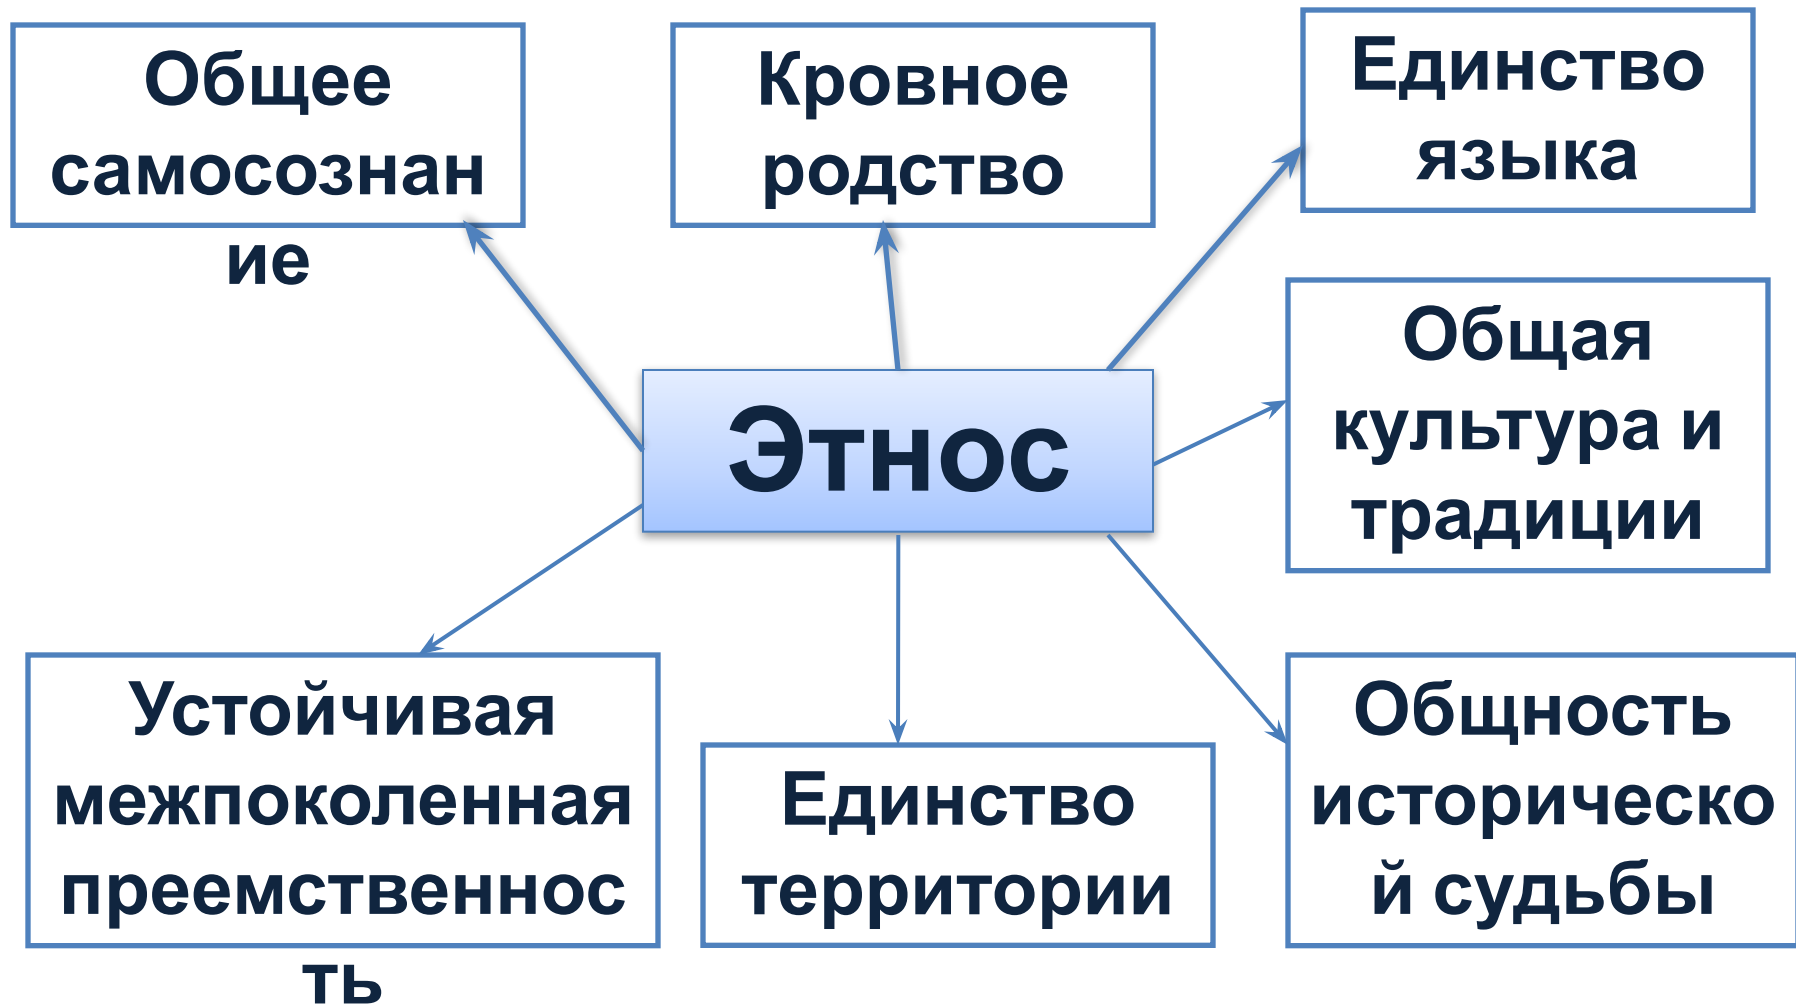 Общее
самосознан
ие
Кровное
родство
Единство
языка
Общая
культура и
традиции
Этнос
Устойчивая
межпоколенная
преемственнос
ть
Единство
территории
Общность
историческо
й судьбы